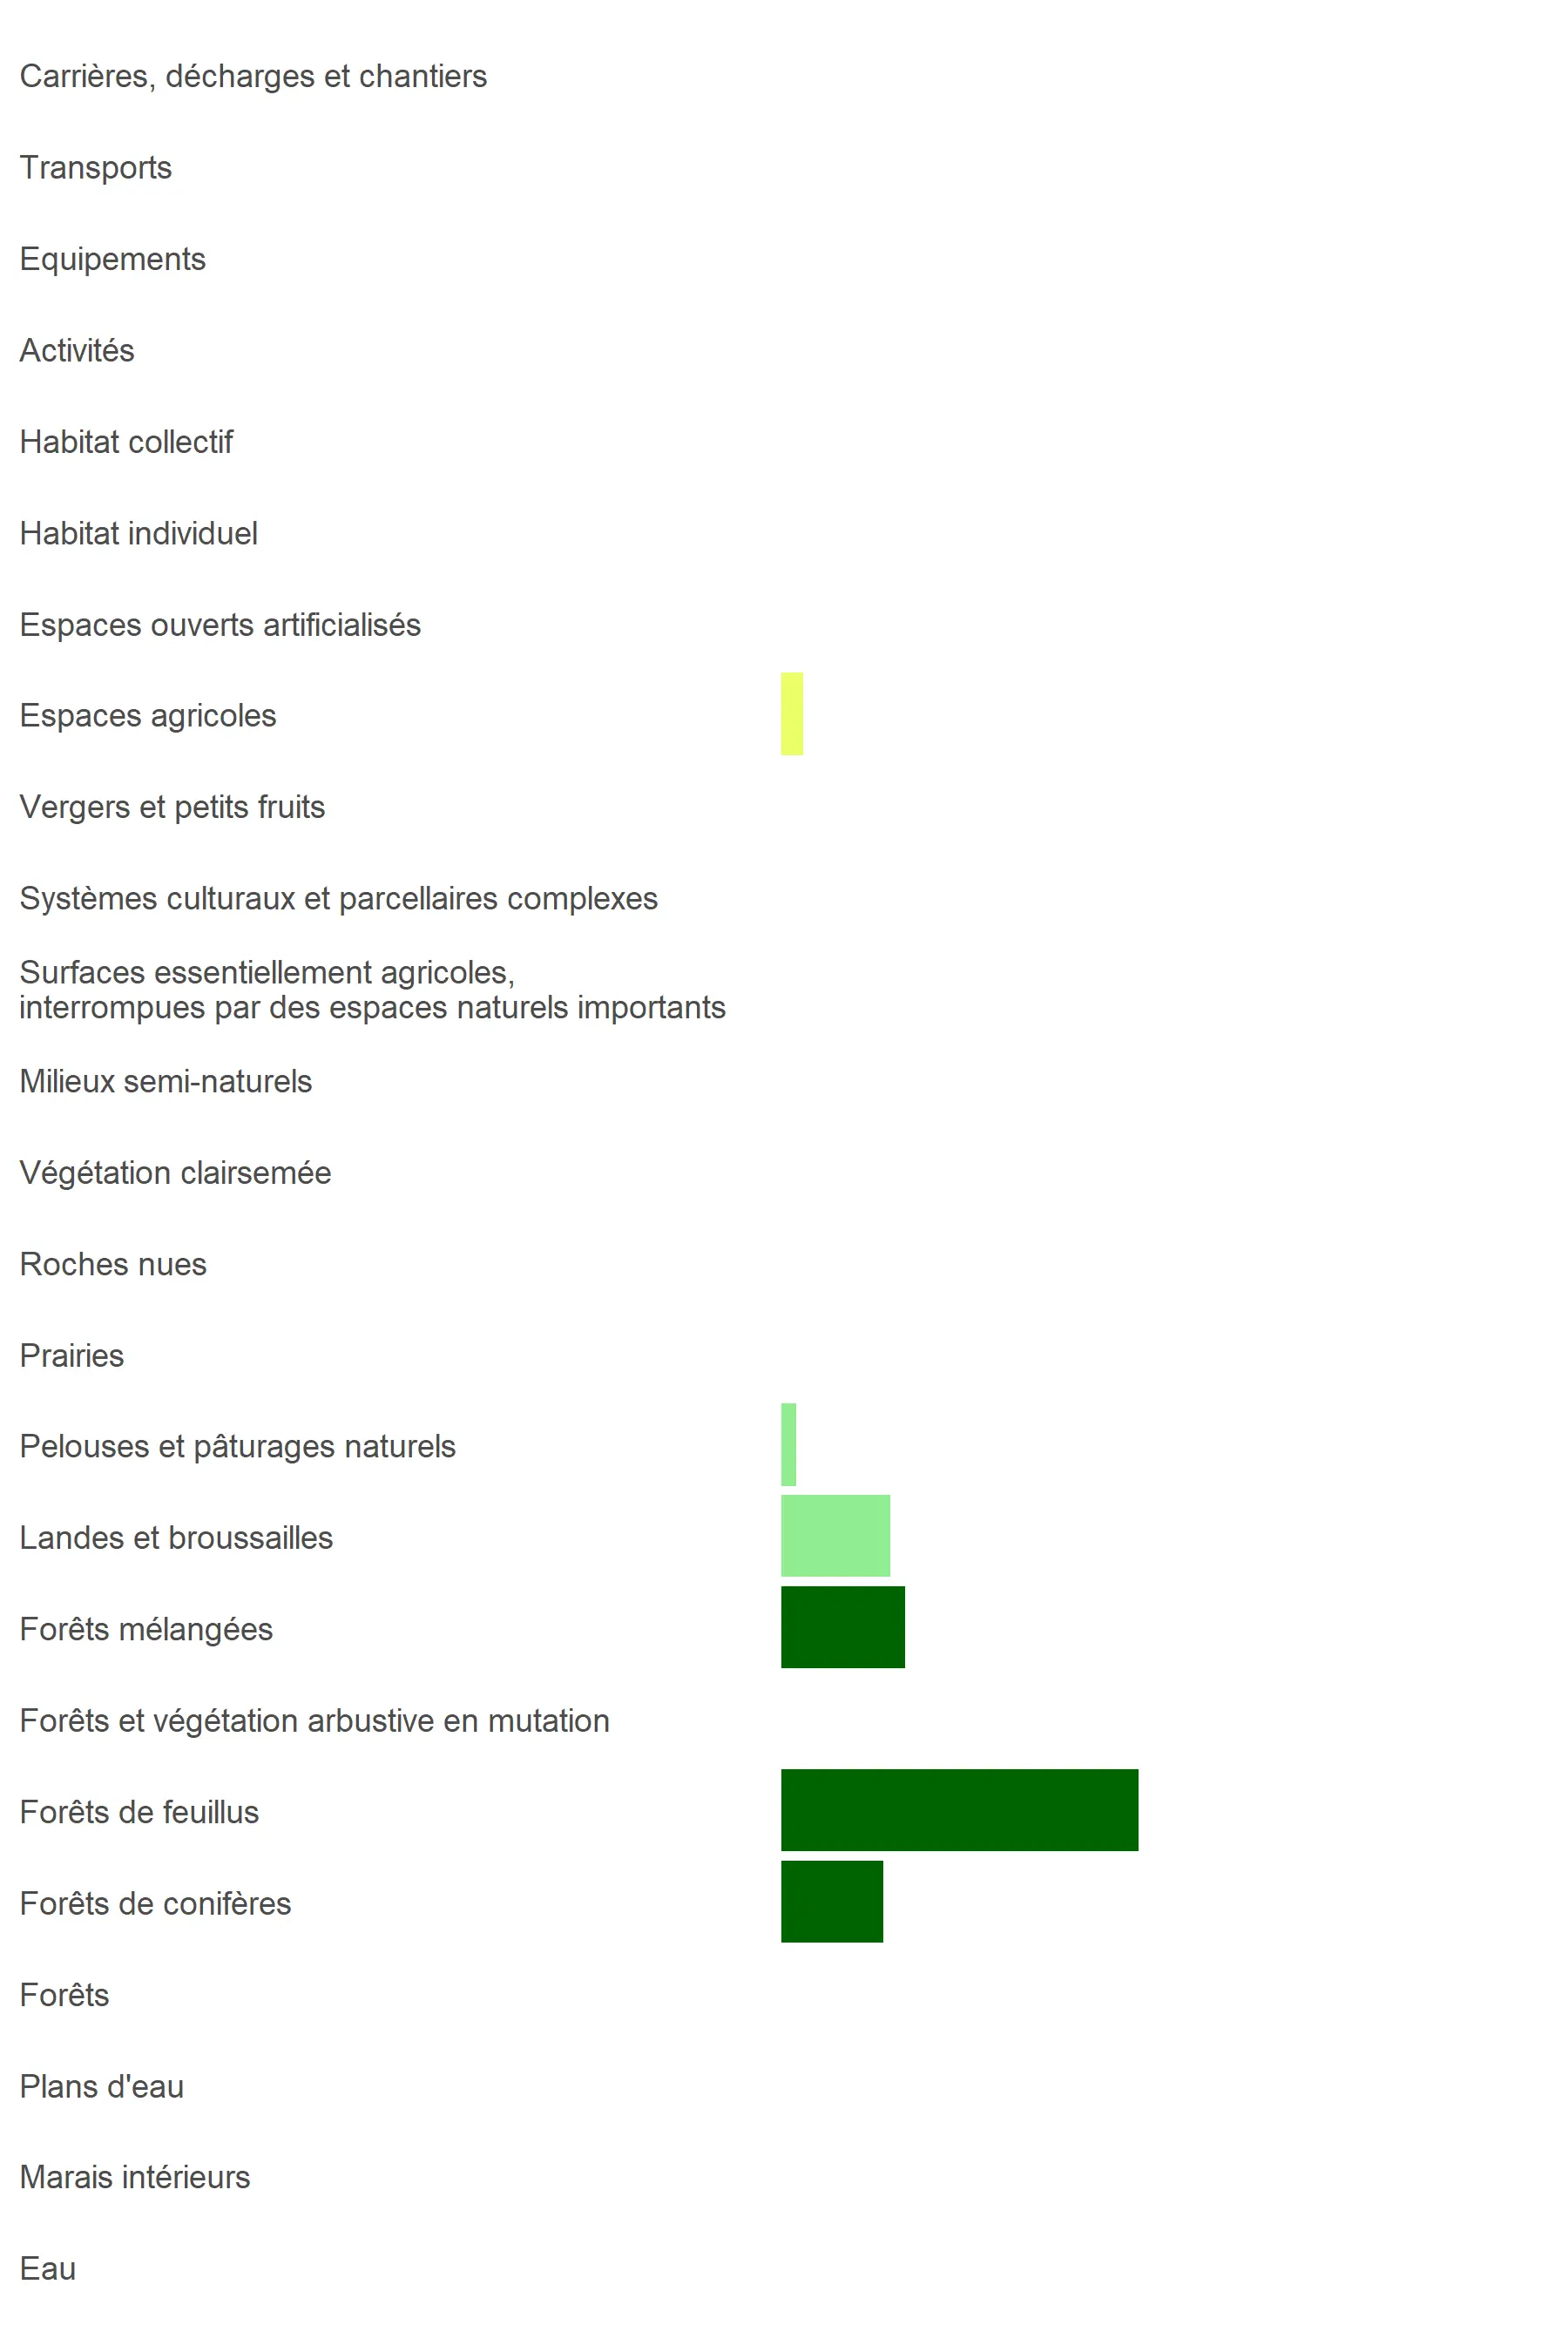 Carrières, décharges et chantiers
Transports
Equipements
Activités
Habitat collectif
Habitat individuel
Espaces ouverts artificialisés
Espaces agricoles
Vergers et petits fruits
Systèmes culturaux et parcellaires complexes
Surfaces essentiellement agricoles,
interrompues par des espaces naturels importants
Milieux semi-naturels
Végétation clairsemée
Roches nues
Prairies
Pelouses et pâturages naturels
Landes et broussailles
Forêts mélangées
Forêts et végétation arbustive en mutation
Forêts de feuillus
Forêts de conifères
Forêts
Plans d'eau
Marais intérieurs
Eau